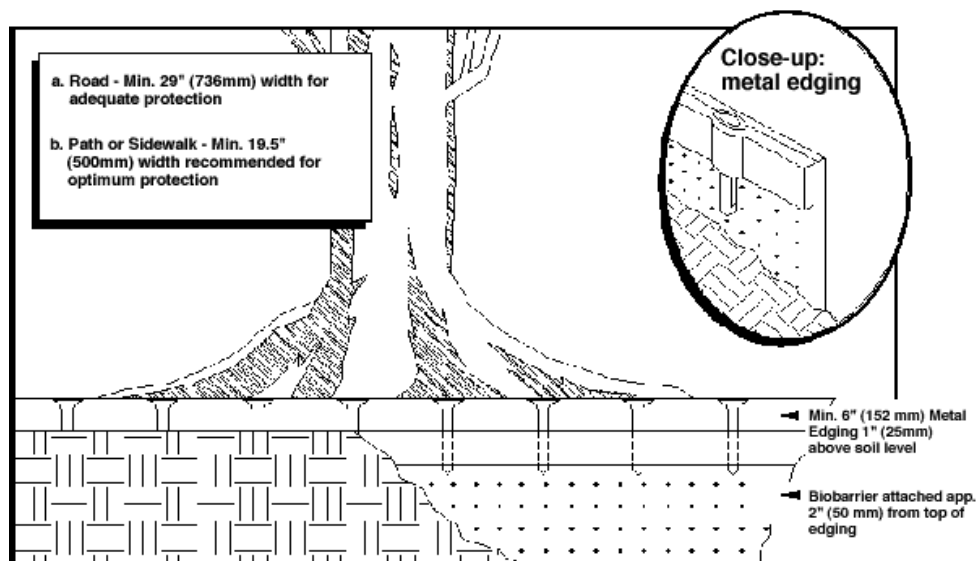 a. Road - Min. 29" (736mm) width for
adequate protection
b. Path or Sidewalk - Min. 19.5"
(500mm) width recommended for
optimum protection
Close-up:
metal edging
Min. 6" (152 mm) Metal
Edging 1" (25mm)
above soil level
Biobarrier attached app.
2" (50 mm) from top of
edging